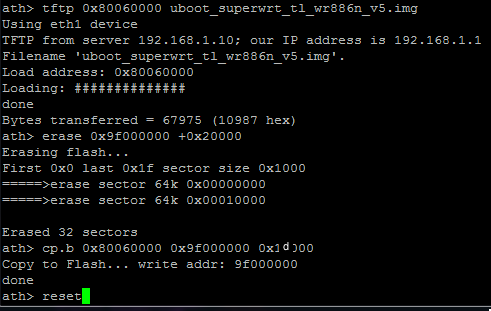 ath> tftp 0x80060000 uboot_superwrt_tl_wr886n_v5.img
Using eth1 device
TFTP from server 192.168.1.10; our IP address is 192.168.1.1
Filename 'uboot_superwrt_tl_wr886n_v5.img'.
Load address: 0x80060000
Loading: ##############
done
Bytes transferred = 67975 (10987 hex)
ath> erase 0x9f000000 +0x20000
Erasing flash...
First 0x0 last 0x1f sector size 0x1000
=====>erase sector 64k 0x00000000
=====>erase sector 64k 0x00010000
Erased 32 sectors
ath> cp.b 0x80060000 0x9f000000
Copy to Flash... write addr: 9f000000
done
ath> reset